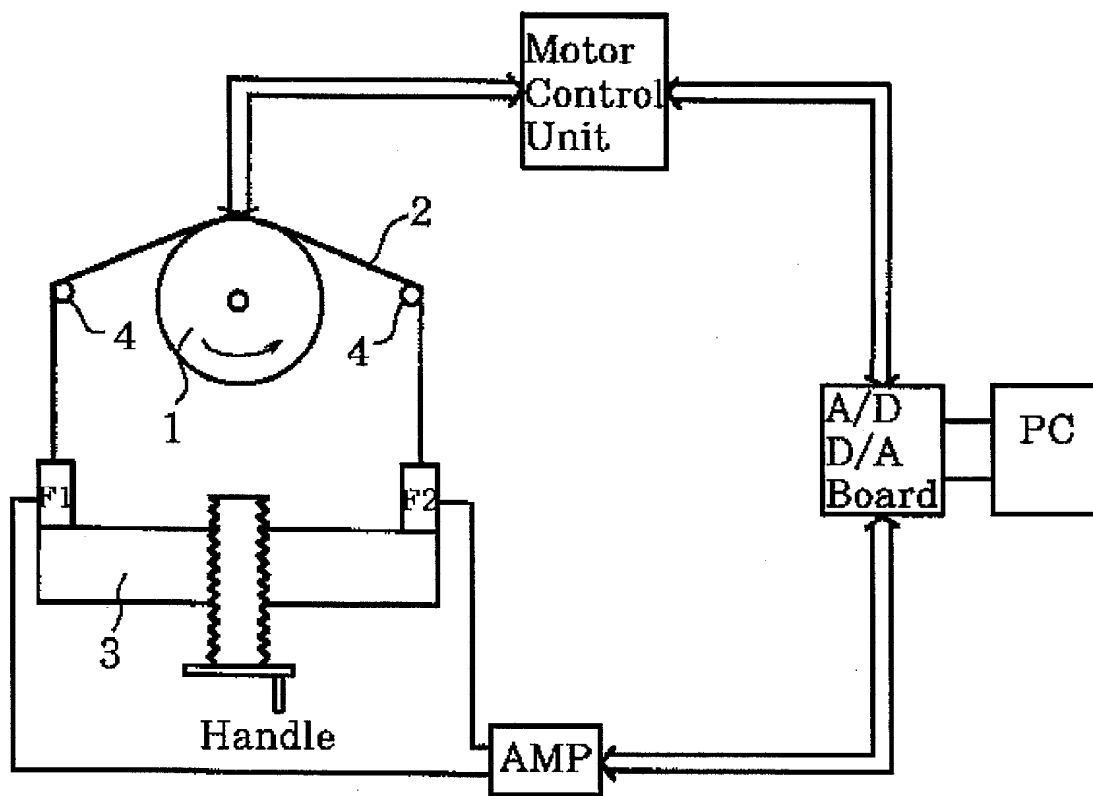 Motor
Control
Unit
2
4
4
1
A/D
D/A
Board
PC
F1
F2
3
Handle
AMP